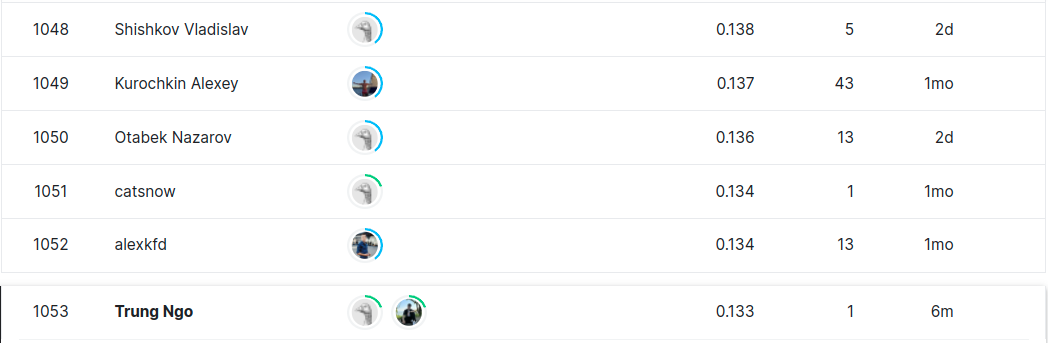 1048 Shishkov Vladislav 0.138 5 2d
1049 Kurochkin Alexey 0.137 43 1mo
1050 Otabek Nazarov 0.136 13 2d
1051 catsnow 0.134 1 1mo
1052 alexkfd 0.134 13 1mo
1053 Trung Ngo 0.133 1 6m